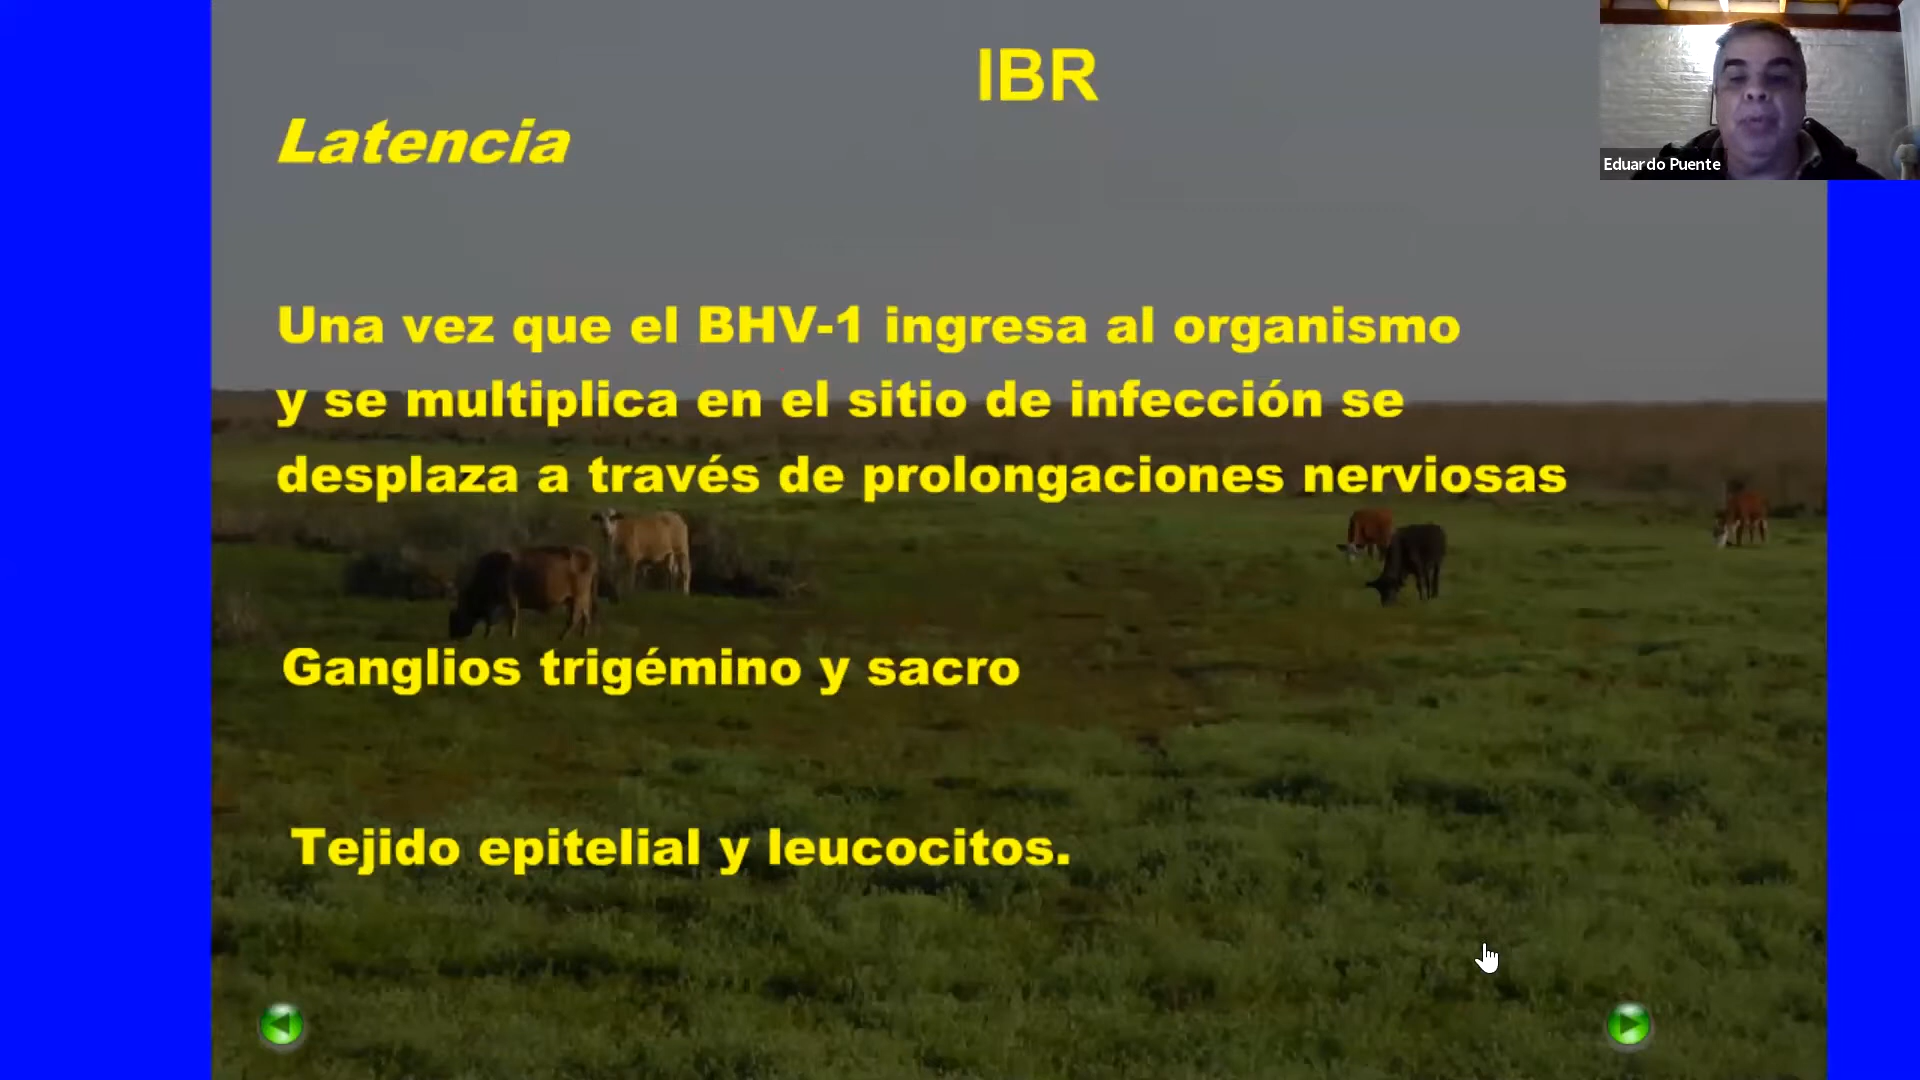 IBR
Latencia
Eduardo Puente
Una vez que el BHV-1 ingresa al organismo
y se multiplica en el sitio de infección se
desplaza a través de prolongaciones nerviosas
Ganglios trigémino y sacro
Tejido epitelial y leucocitos.